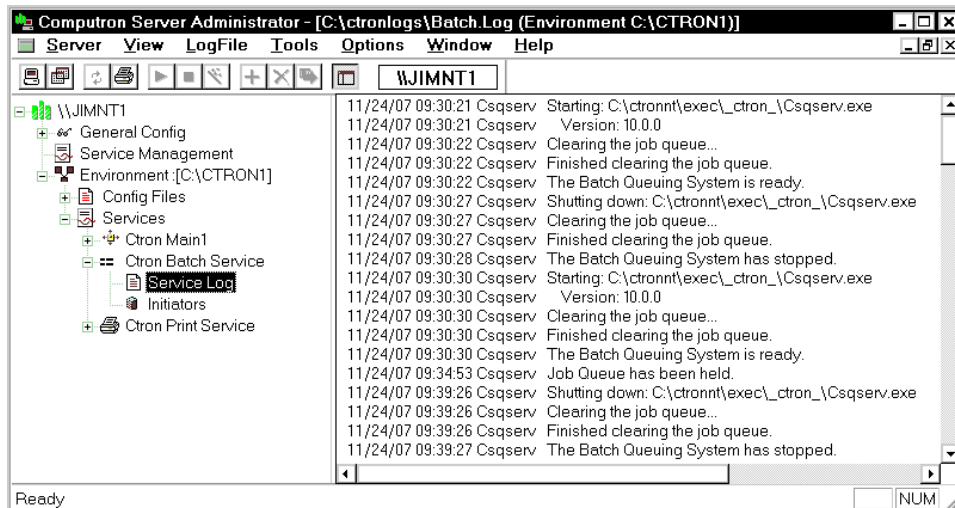 Computron Server Administrator - [C:\ctronlogs\Batch.Log (Environment C:\CTRON1)]
Server View LogFile Tools Options Window Help
\\JIMNT1
\\JIMNT1
General Config
Service Management
Environment :[C:\CTRON1]
Config Files
Services
Ctron Main1
Ctron Batch Service
Service Log
Initiators
Ctron Print Service
11/24/07 09:30:21 Csqserv Starting: C:\ctronnt\exec\_ctron_\Csqserv.exe
11/24/07 09:30:21 Csqserv Version: 10.0.0
11/24/07 09:30:22 Csqserv Clearing the job queue...
11/24/07 09:30:22 Csqserv Finished clearing the job queue.
11/24/07 09:30:22 Csqserv The Batch Queuing System is ready.
11/24/07 09:30:27 Csqserv Shutting down: C:\ctronnt\exec\_ctron_\Csqserv.exe
11/24/07 09:30:27 Csqserv Clearing the job queue...
11/24/07 09:30:27 Csqserv Finished clearing the job queue.
11/24/07 09:30:28 Csqserv The Batch Queuing System has stopped.
11/24/07 09:30:30 Csqserv Starting: C:\ctronnt\exec\_ctron_\Csqserv.exe
11/24/07 09:30:30 Csqserv Version: 10.0.0
11/24/07 09:30:30 Csqserv Clearing the job queue...
11/24/07 09:30:30 Csqserv Finished clearing the job queue.
11/24/07 09:30:30 Csqserv The Batch Queuing System is ready.
11/24/07 09:34:53 Csqserv Job Queue has been held.
11/24/07 09:39:26 Csqserv Shutting down: C:\ctronnt\exec\_ctron_\Csqserv.exe
11/24/07 09:39:26 Csqserv Clearing the job queue...
11/24/07 09:39:26 Csqserv Finished clearing the job queue.
11/24/07 09:39:27 Csqserv The Batch Queuing System has stopped.
Ready
NUM